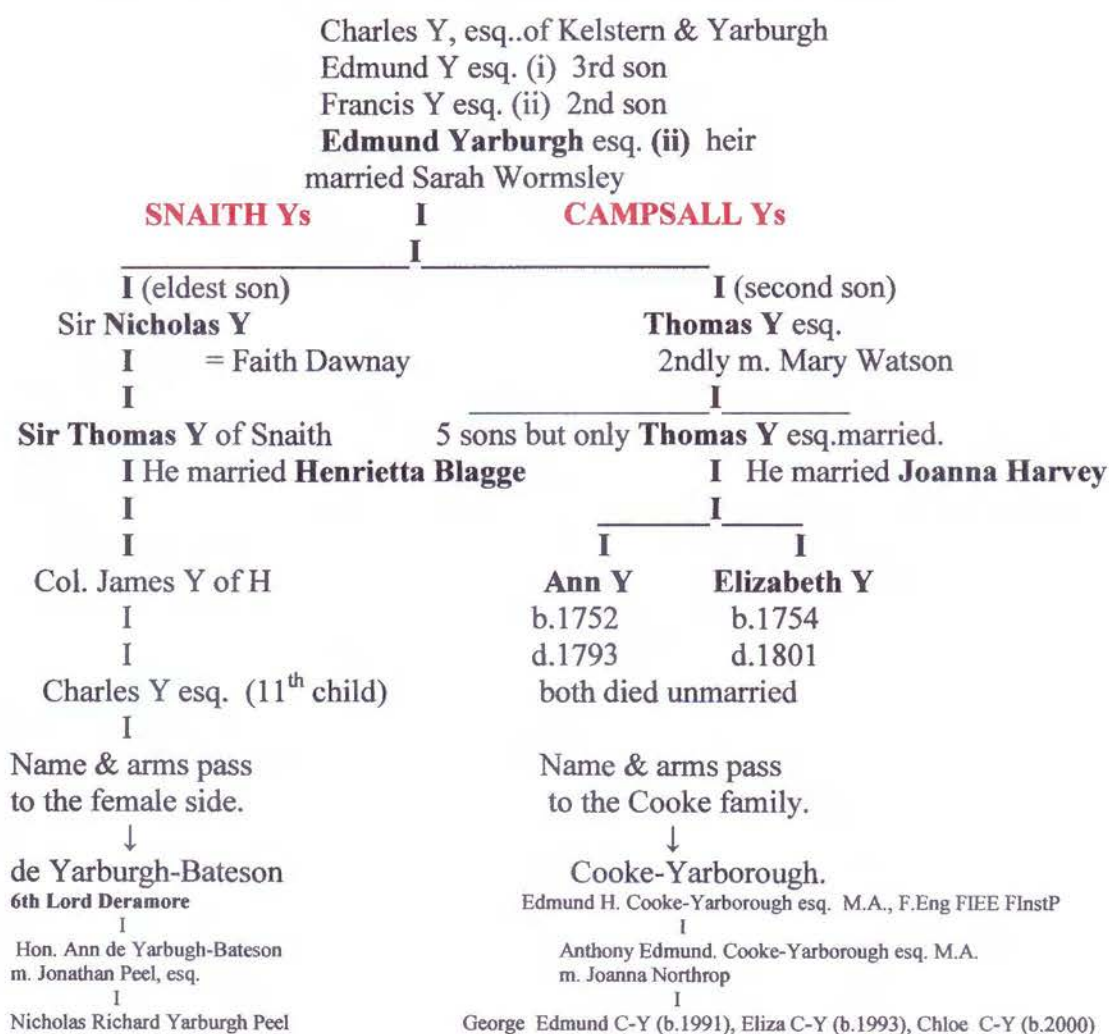 Charles Y, esq..of Kelstern & Yarburgh
Edmund Y esq. (i) 3rd son
Francis Y esq. (ii) 2nd son
Edmund Yarburgh esq. (ii) heir
married Sarah Wormsley
SNAITH Ys I CAMPSALL Ys
I
I (eldest son) I (second son)
Sir Nicholas Y Thomas Y esq.
I = Faith Dawnay 2ndly m. Mary Watson
I I
Sir Thomas Y of Snaith 5 sons but only Thomas Y esq.married.
I He married Henrietta Blagge I He married Joanna Harvey
I I
I I I
Col. James Y of H Ann Y Elizabeth Y
I b.1752 b.1754
I d.1793 d.1801
Charles Y esq. (11th child) both died unmarried
I
Name & arms pass Name & arms pass
to the female side. to the Cooke family.
↓ ↓
de Yarburgh-Bateson Cooke-Yarborough.
6th Lord Deramore Edmund H. Cooke-Yarborough esq. M.A., F.Eng FIEE FInstP
I I
Hon. Ann de Yarbugh-Bateson Anthony Edmund. Cooke-Yarborough esq. M.A.
m. Jonathan Peel, esq. m. Joanna Northrop
I I
Nicholas Richard Yarburgh Peel George Edmund C-Y (b.1991), Eliza C-Y (b.1993), Chloe C-Y (b.2000)